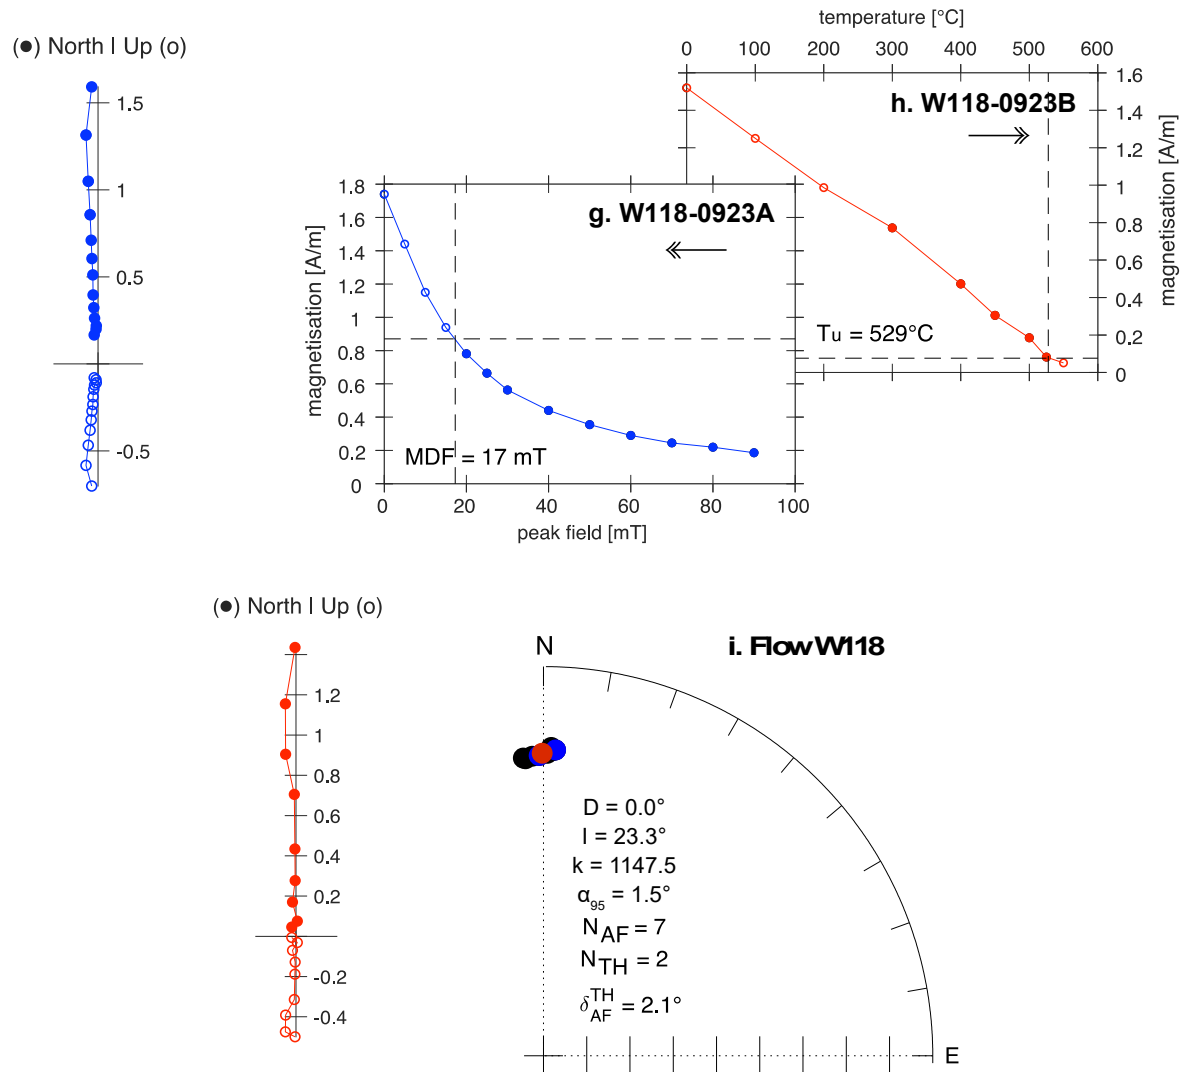 temperature [°C]
0 100 200 300 400 500 600
(●) North | Up (o)
1.5
1
0.5
-0.5
h. W118-0923B
1.6
1.4
1.2
1
0.8
0.6
0.4
0.2
0
magnetisation [A/m]
Tu = 529°C
g. W118-0923A
1.8
1.6
1.4
1.2
1
0.8
0.6
0.4
0.2
0
magnetisation [A/m]
MDF = 17 mT
0 20 40 60 80 100
peak field [mT]
(●) North | Up (o)
1.2
1
0.8
0.6
0.4
0.2
-0.2
-0.4
N
i. Flow W118
D = 0.0°
I = 23.3°
k = 1147.5
α95 = 1.5°
NAF = 7
NTH = 2
δTHAF = 2.1°
E